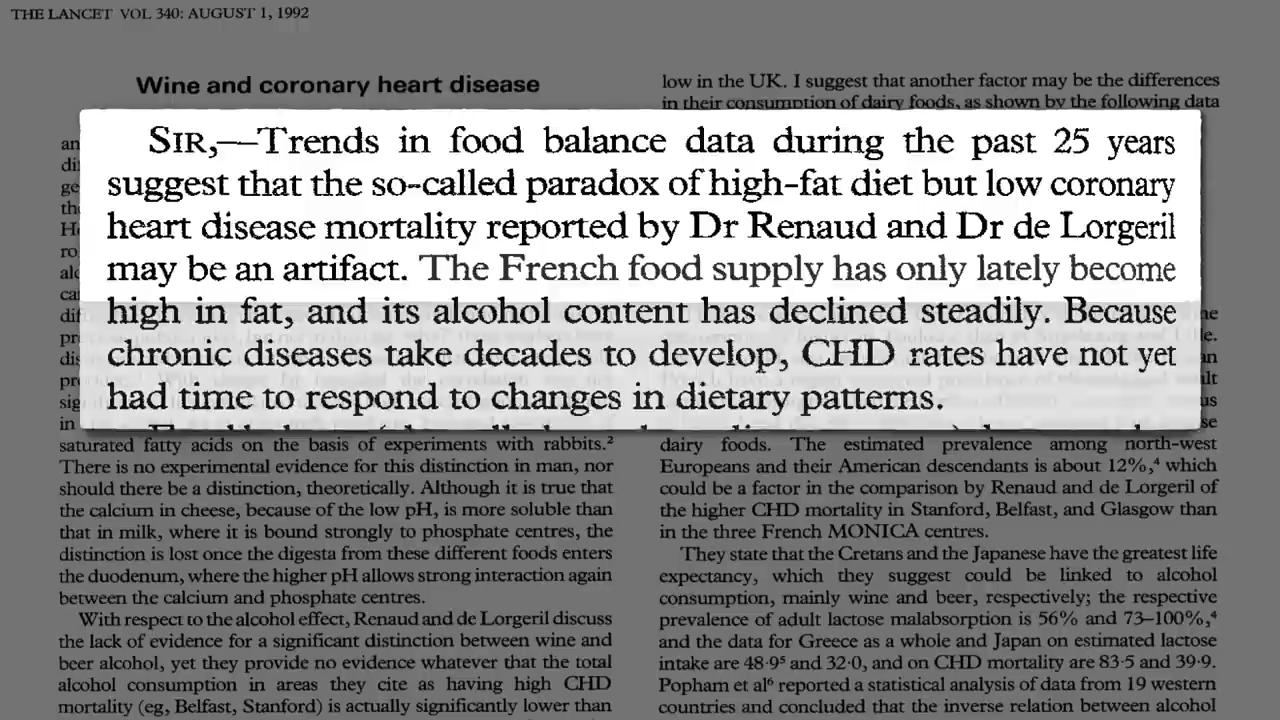 THE LANCET VOL 340: AUGUST 1, 1992
Wine and coronary heart disease
SIR,—Trends in food balance data during the past 25 years
suggest that the so-called paradox of high-fat diet but low coronary
heart disease mortality reported by Dr Renaud and Dr de Lorgeril
may be an artifact. The French food supply has only lately become
high in fat, and its alcohol content has declined steadily. Because
chronic diseases take decades to develop, CHD rates have not yet
had time to respond to changes in dietary patterns.
saturated fatty acids on the basis of experiments with rabbits.²
There is no experimental evidence for this distinction in man, nor
should there be a distinction, theoretically. Although it is true that
the calcium in cheese, because of the low pH, is more soluble than
that in milk, where it is bound strongly to phosphate centres, the
distinction is lost once the digesta from these different foods enters
the duodenum, where the higher pH allows strong interaction again
between the calcium and phosphate centres.
With respect to the alcohol effect, Renaud and de Lorgeril discuss
the lack of evidence for a significant distinction between wine and
beer alcohol, yet they provide no evidence whatever that the total
alcohol consumption in areas they cite as having high CHD
mortality (eg, Belfast, Stanford) is actually significantly lower than
low in the UK. I suggest that another factor may be the differences
in their consumption of dairy foods, as shown by the following data
dairy foods. The estimated prevalence among north-west
Europeans and their American descendants is about 12%,⁴ which
could be a factor in the comparison by Renaud and de Lorgeril of
the higher CHD mortality in Stanford, Belfast, and Glasgow than
in the three French MONICA centres.
They state that the Cretans and the Japanese have the greatest life
expectancy, which they suggest could be linked to alcohol
consumption, mainly wine and beer, respectively; the respective
prevalence of adult lactose malabsorption is 56% and 73–100%,⁴
and the data for Greece as a whole and Japan on estimated lactose
intake are 48·9⁵ and 32·0, and on CHD mortality are 83·5 and 39·9.
Popham et al⁶ reported a statistical analysis of data from 19 western
countries and concluded that the inverse relation between alcohol